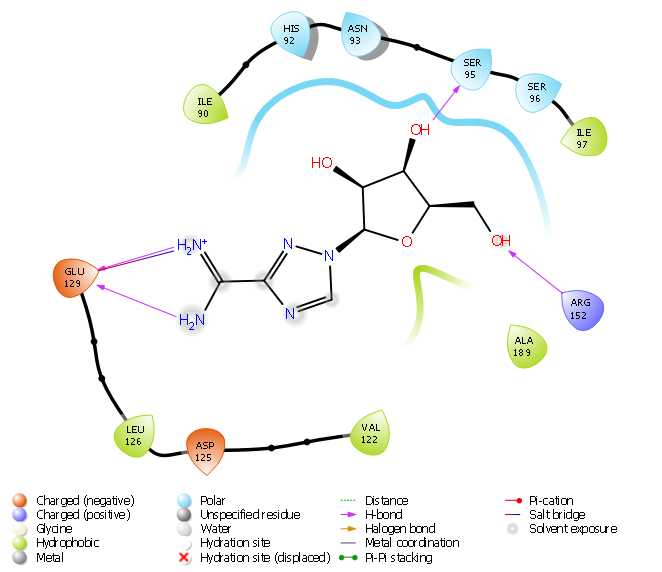 HIS
92
ASN
93
SER
95
SER
96
ILE
90
ILE
97
OH
HO
H2N+
N
N
O
OH
GLU
129
H2N
N
ARG
152
ALA
189
LEU
126
ASP
125
VAL
122
Charged (negative)
Charged (positive)
Glycine
Hydrophobic
Metal
Polar
Unspecified residue
Water
Hydration site
Hydration site (displaced)
Distance
H-bond
Halogen bond
Metal coordination
Pi-Pi stacking
Pi-cation
Salt bridge
Solvent exposure